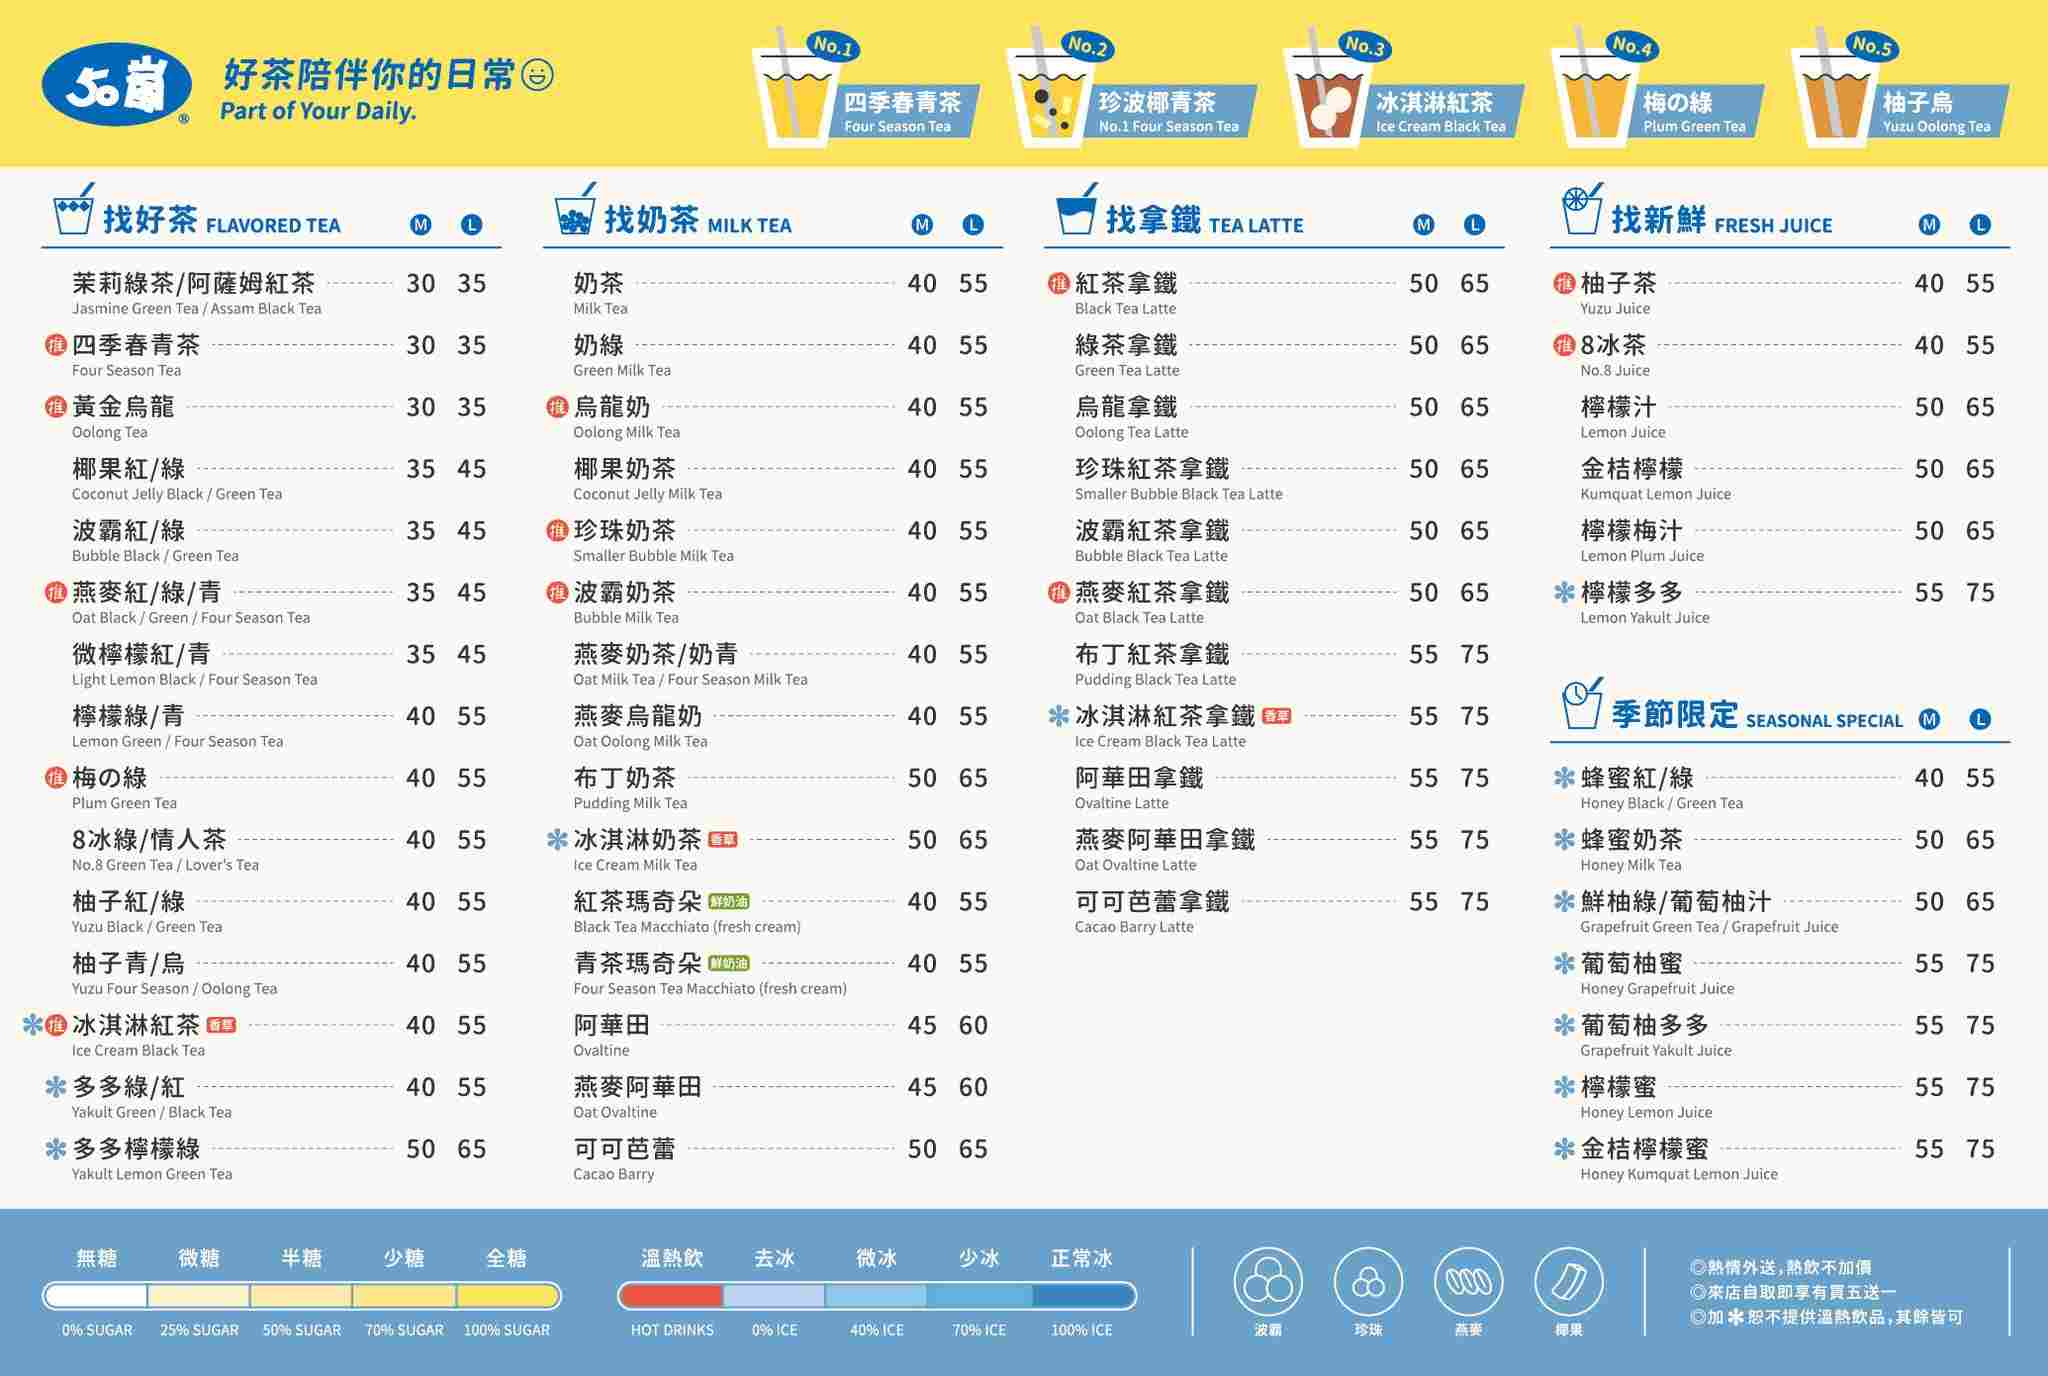 50嵐®
好茶陪伴你的日常
Part of Your Daily.
No.1
四季春青茶
Four Season Tea
No.2
珍波椰青茶
No.1 Four Season Tea
No.3
冰淇淋紅茶
Ice Cream Black Tea
No.4
梅の綠
Plum Green Tea
No.5
柚子烏
Yuzu Oolong Tea
找好茶 FLAVORED TEA M L
茉莉綠茶/阿薩姆紅茶 30 35
Jasmine Green Tea / Assam Black Tea
推 四季春青茶 30 35
Four Season Tea
推 黃金烏龍 30 35
Oolong Tea
椰果紅/綠 35 45
Coconut Jelly Black / Green Tea
波霸紅/綠 35 45
Bubble Black / Green Tea
推 燕麥紅/綠/青 35 45
Oat Black / Green / Four Season Tea
微檸檬紅/青 35 45
Light Lemon Black / Four Season Tea
檸檬綠/青 40 55
Lemon Green / Four Season Tea
推 梅の綠 40 55
Plum Green Tea
8冰綠/情人茶 40 55
No.8 Green Tea / Lover's Tea
柚子紅/綠 40 55
Yuzu Black / Green Tea
柚子青/烏 40 55
Yuzu Four Season / Oolong Tea
✻ 推 冰淇淋紅茶 香草 40 55
Ice Cream Black Tea
✻ 多多綠/紅 40 55
Yakult Green / Black Tea
✻ 多多檸檬綠 50 65
Yakult Lemon Green Tea
找奶茶 MILK TEA M L
奶茶 40 55
Milk Tea
奶綠 40 55
Green Milk Tea
推 烏龍奶 40 55
Oolong Milk Tea
椰果奶茶 40 55
Coconut Jelly Milk Tea
推 珍珠奶茶 40 55
Smaller Bubble Milk Tea
推 波霸奶茶 40 55
Bubble Milk Tea
燕麥奶茶/奶青 40 55
Oat Milk Tea / Four Season Milk Tea
燕麥烏龍奶 40 55
Oat Oolong Milk Tea
布丁奶茶 50 65
Pudding Milk Tea
✻ 冰淇淋奶茶 香草 50 65
Ice Cream Milk Tea
紅茶瑪奇朵 鮮奶油 40 55
Black Tea Macchiato (fresh cream)
青茶瑪奇朵 鮮奶油 40 55
Four Season Tea Macchiato (fresh cream)
阿華田 45 60
Ovaltine
燕麥阿華田 45 60
Oat Ovaltine
可可芭蕾 50 65
Cacao Barry
找拿鐵 TEA LATTE M L
推 紅茶拿鐵 50 65
Black Tea Latte
綠茶拿鐵 50 65
Green Tea Latte
烏龍拿鐵 50 65
Oolong Tea Latte
珍珠紅茶拿鐵 50 65
Smaller Bubble Black Tea Latte
波霸紅茶拿鐵 50 65
Bubble Black Tea Latte
推 燕麥紅茶拿鐵 50 65
Oat Black Tea Latte
布丁紅茶拿鐵 55 75
Pudding Black Tea Latte
✻ 冰淇淋紅茶拿鐵 香草 55 75
Ice Cream Black Tea Latte
阿華田拿鐵 55 75
Ovaltine Latte
燕麥阿華田拿鐵 55 75
Oat Ovaltine Latte
可可芭蕾拿鐵 55 75
Cacao Barry Latte
找新鮮 FRESH JUICE M L
推 柚子茶 40 55
Yuzu Juice
推 8冰茶 40 55
No.8 Juice
檸檬汁 50 65
Lemon Juice
金桔檸檬 50 65
Kumquat Lemon Juice
檸檬梅汁 50 65
Lemon Plum Juice
✻ 檸檬多多 55 75
Lemon Yakult Juice
季節限定 SEASONAL SPECIAL M L
✻ 蜂蜜紅/綠 40 55
Honey Black / Green Tea
✻ 蜂蜜奶茶 50 65
Honey Milk Tea
✻ 鮮柚綠/葡萄柚汁 50 65
Grapefruit Green Tea / Grapefruit Juice
✻ 葡萄柚蜜 55 75
Honey Grapefruit Juice
✻ 葡萄柚多多 55 75
Grapefruit Yakult Juice
✻ 檸檬蜜 55 75
Honey Lemon Juice
✻ 金桔檸檬蜜 55 75
Honey Kumquat Lemon Juice
無糖 微糖 半糖 少糖 全糖
0% SUGAR 25% SUGAR 50% SUGAR 70% SUGAR 100% SUGAR
溫熱飲 去冰 微冰 少冰 正常冰
HOT DRINKS 0% ICE 40% ICE 70% ICE 100% ICE
波霸 珍珠 燕麥 椰果
◎熱情外送,熱飲不加價
◎來店自取即享有買五送一
◎加✻恕不提供溫熱飲品,其餘皆可